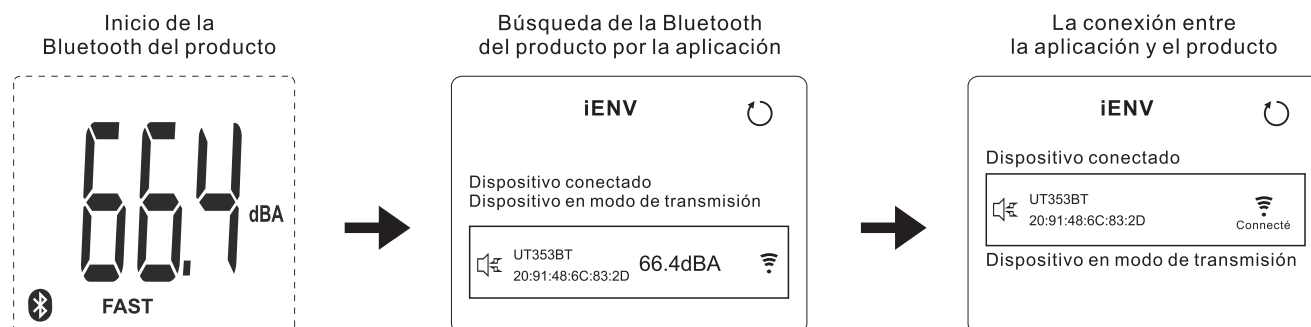 Inicio de la
Bluetooth del producto
66.4
dBA
FAST
Búsqueda de la Bluetooth
del producto por la aplicación
iENV
Dispositivo conectado
Dispositivo en modo de transmisión
UT353BT
20:91:48:6C:83:2D
66.4dBA
La conexión entre
la aplicación y el producto
iENV
Dispositivo conectado
UT353BT
20:91:48:6C:83:2D
Connecté
Dispositivo en modo de transmisión